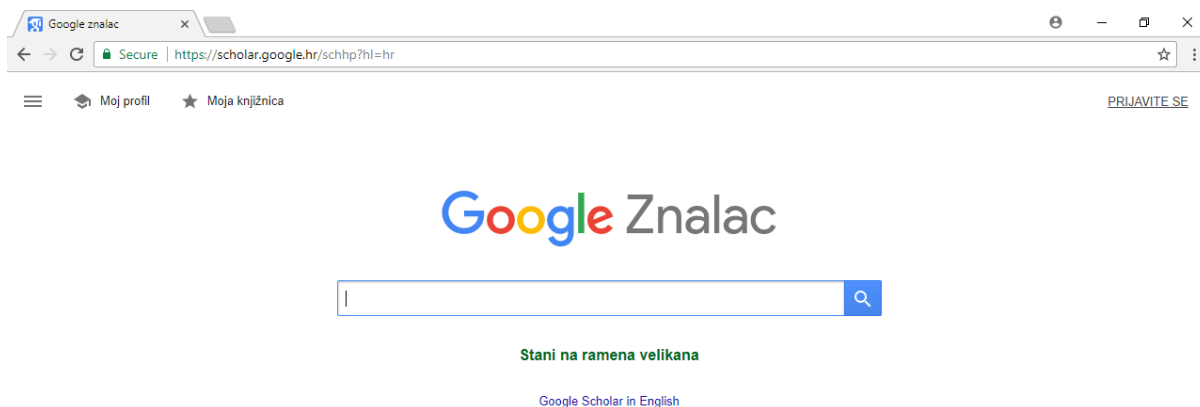 Google znalac
Secure https://scholar.google.hr/schhp?hl=hr
Moj profil Moja knjižnica PRIJAVITE SE
Google Znalac
Stani na ramena velikana
Google Scholar in English